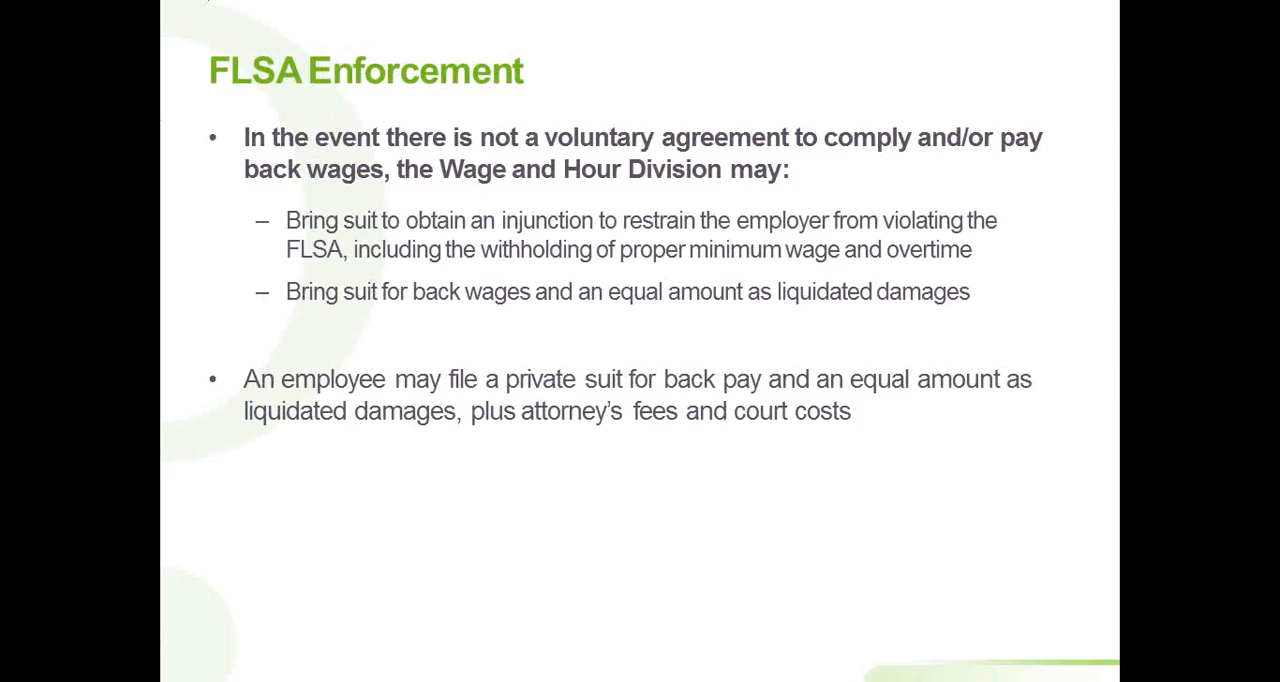 FLSA Enforcement
• In the event there is not a voluntary agreement to comply and/or pay
back wages, the Wage and Hour Division may:
– Bring suit to obtain an injunction to restrain the employer from violating the
FLSA, including the withholding of proper minimum wage and overtime
– Bring suit for back wages and an equal amount as liquidated damages
• An employee may file a private suit for back pay and an equal amount as
liquidated damages, plus attorney’s fees and court costs